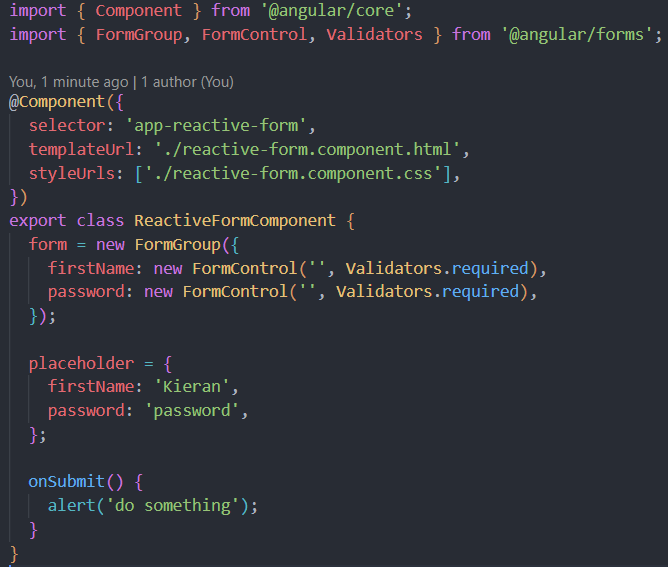 import { Component } from '@angular/core';
import { FormGroup, FormControl, Validators } from '@angular/forms';
You, 1 minute ago | 1 author (You)
@Component({
  selector: 'app-reactive-form',
  templateUrl: './reactive-form.component.html',
  styleUrls: ['./reactive-form.component.css'],
})
export class ReactiveFormComponent {
  form = new FormGroup({
    firstName: new FormControl('', Validators.required),
    password: new FormControl('', Validators.required),
  });
  placeholder = {
    firstName: 'Kieran',
    password: 'password',
  };
  onSubmit() {
    alert('do something');
  }
}